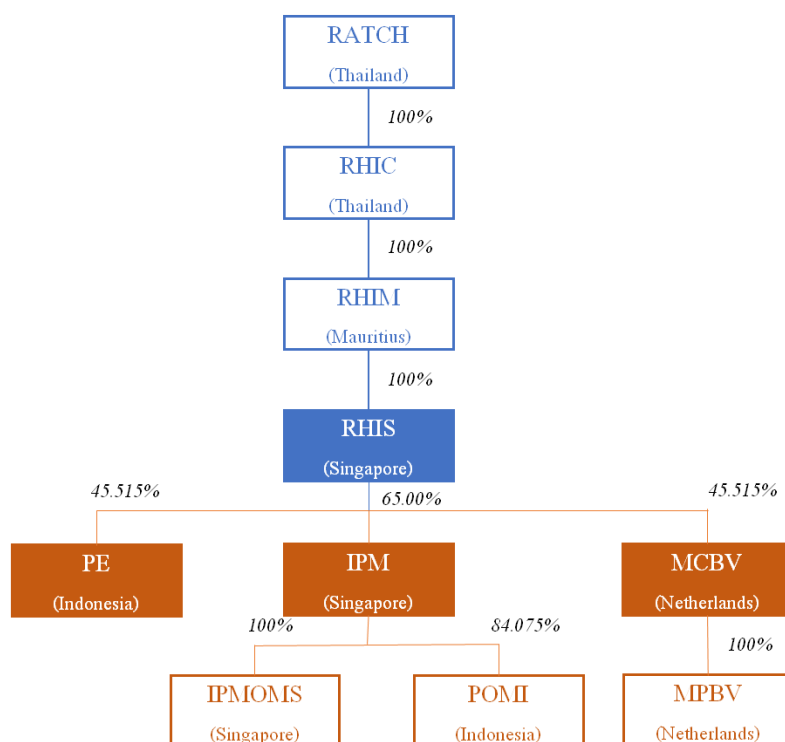 RATCH
(Thailand)
100%
RHIC
(Thailand)
100%
RHIM
(Mauritius)
100%
RHIS
(Singapore)
45.515%
65.00%
45.515%
PE
(Indonesia)
IPM
(Singapore)
MCBV
(Netherlands)
100%
84.075%
100%
IPMOMS
(Singapore)
POMI
(Indonesia)
MPBV
(Netherlands)